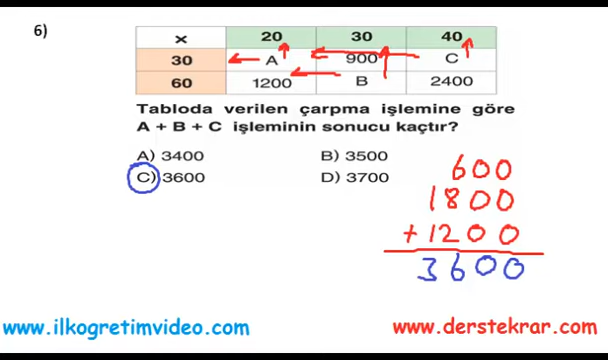 6)
x 20 30 40
30 A 900 C
60 1200 B 2400
Tabloda verilen çarpma işlemine göre
A + B + C işleminin sonucu kaçtır?
A) 3400 B) 3500
C) 3600 D) 3700
600
1800
+ 1200
3600
www.ilkogretimvideo.com www.derstekrar.com